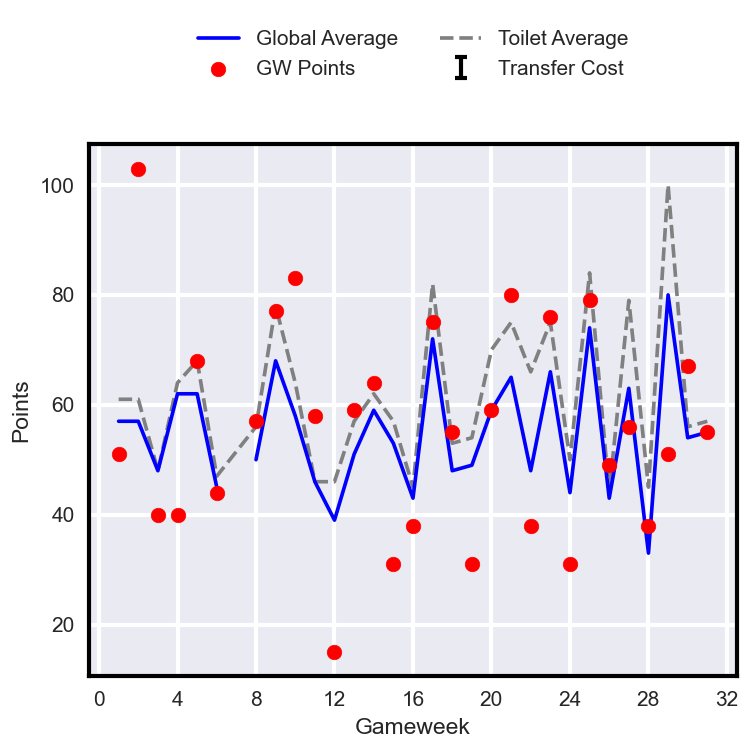 Global Average Toilet Average
GW Points Transfer Cost
100
80
60
40
20
Points
0 4 8 12 16 20 24 28 32
Gameweek